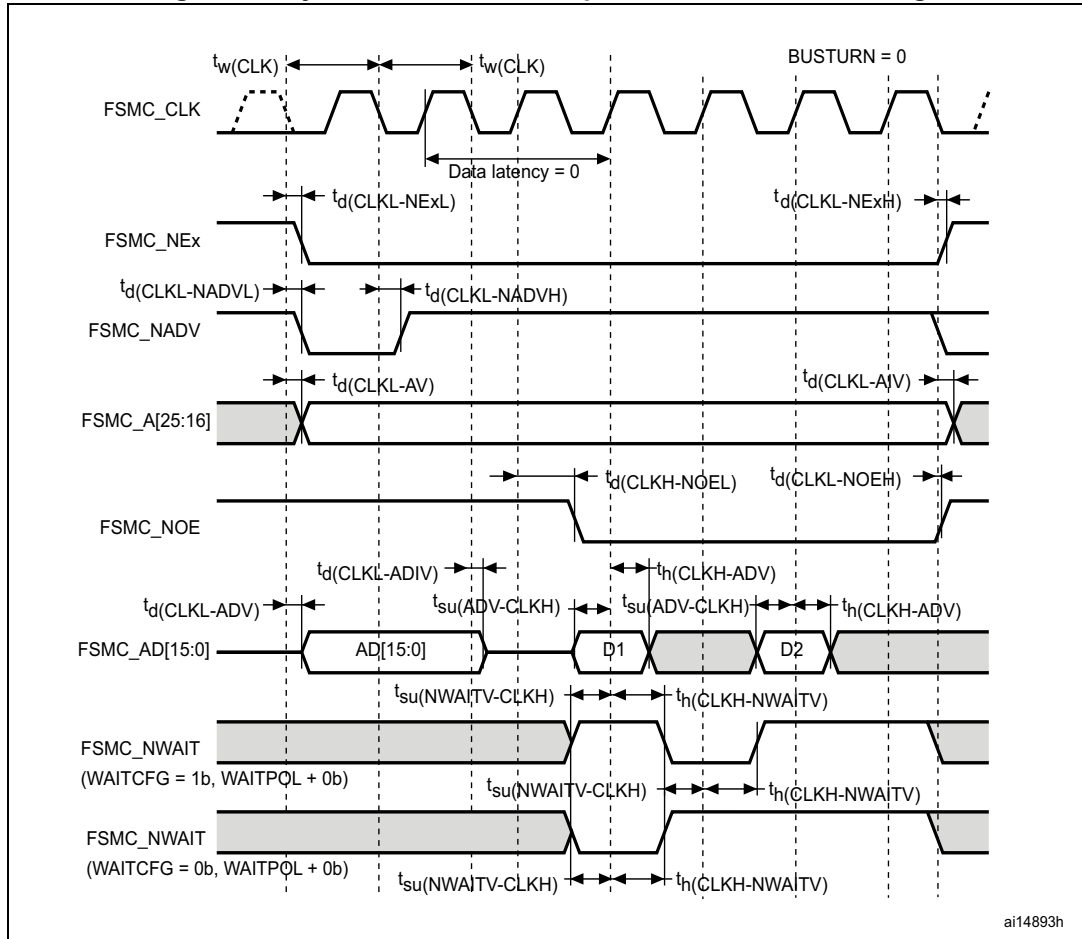 BUSTURN = 0
tw(CLK) tw(CLK)
FSMC_CLK
Data latency = 0
td(CLKL-NExL) td(CLKL-NExH)
FSMC_NEx
td(CLKL-NADVL) td(CLKL-NADVH)
FSMC_NADV
td(CLKL-AV) td(CLKL-AIV)
FSMC_A[25:16]
td(CLKH-NOEL) td(CLKL-NOEH)
FSMC_NOE
td(CLKL-ADIV) th(CLKH-ADV)
td(CLKL-ADV) tsu(ADV-CLKH) tsu(ADV-CLKH) th(CLKH-ADV)
FSMC_AD[15:0] AD[15:0] D1 D2
tsu(NWAITV-CLKH) th(CLKH-NWAITV)
FSMC_NWAIT
(WAITCFG = 1b, WAITPOL + 0b)
tsu(NWAITV-CLKH) th(CLKH-NWAITV)
FSMC_NWAIT
(WAITCFG = 0b, WAITPOL + 0b)
tsu(NWAITV-CLKH) th(CLKH-NWAITV)
ai14893h